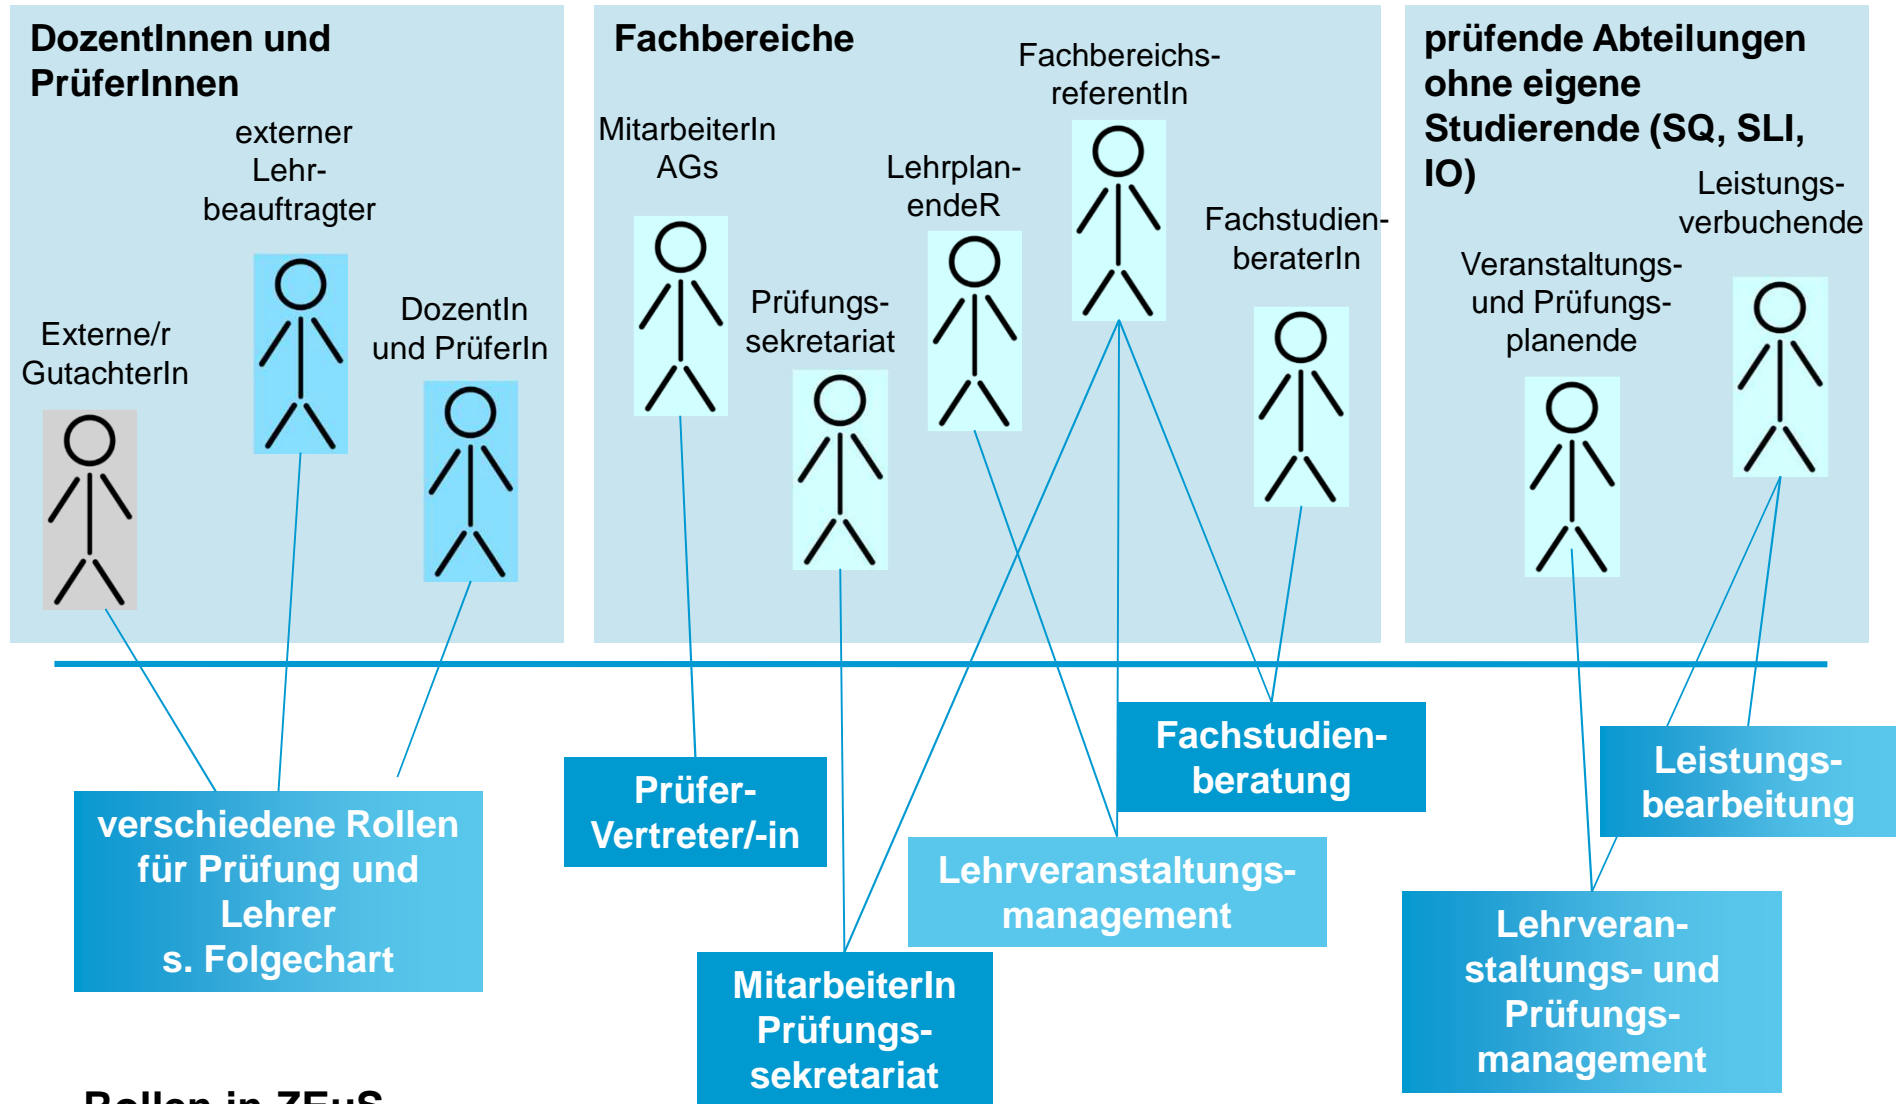 DozentInnen und
PrüferInnen
externer
Lehr-
beauftragter
Externe/r
GutachterIn
DozentIn
und PrüferIn
Fachbereiche
MitarbeiterIn
AGs
Prüfungs-
sekretariat
Lehrplan-
endeR
Fachbereichs-
referentIn
Fachstudien-
beraterIn
prüfende Abteilungen
ohne eigene
Studierende (SQ, SLI,
IO)
Leistungs-
verbuchende
Veranstaltungs-
und Prüfungs-
planende
verschiedene Rollen
für Prüfung und
Lehrer
s. Folgechart
Prüfer-
Vertreter/-in
MitarbeiterIn
Prüfungs-
sekretariat
Lehrveranstaltungs-
management
Fachstudien-
beratung
Leistungs-
bearbeitung
Lehrveran-
staltungs- und
Prüfungs-
management
Rollen in ZEuS